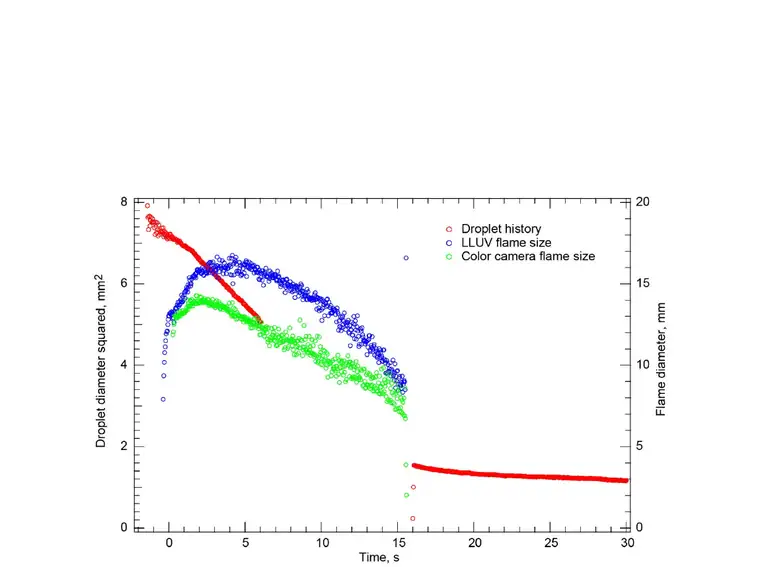 8
20
Droplet history
LLUV flame size
Color camera flame size
6
15
4
10
2
5
0
0
0
5
10
15
20
25
30
Time, s
Droplet diameter squared, mm2
Flame diameter, mm